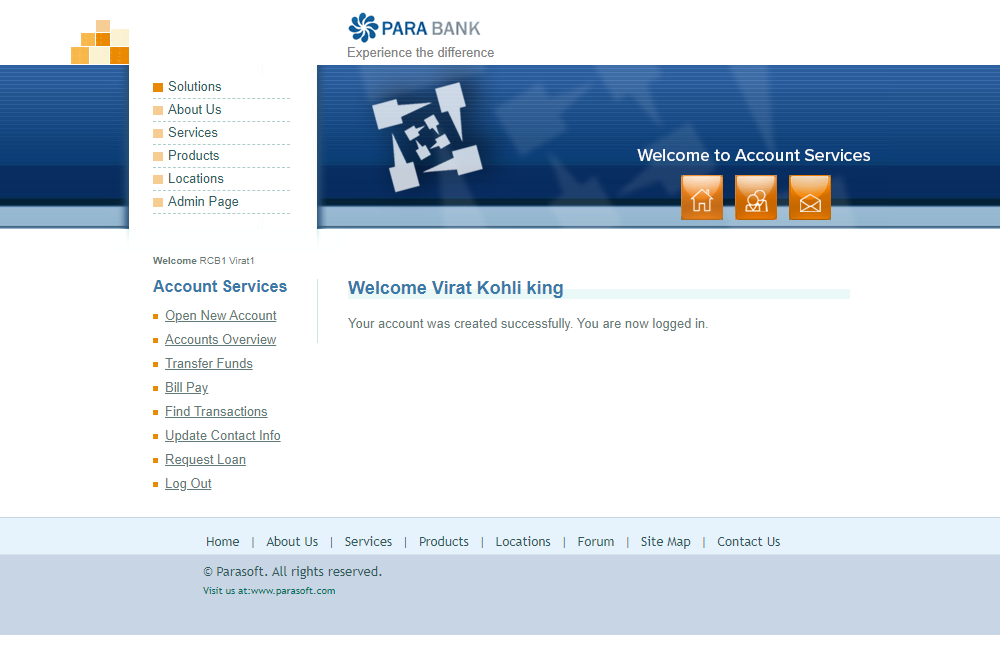 PARA BANK
Experience the difference
Solutions
About Us
Services
Products
Locations
Admin Page
Welcome to Account Services
Welcome RCB1 Virat1
Account Services
Open New Account
Accounts Overview
Transfer Funds
Bill Pay
Find Transactions
Update Contact Info
Request Loan
Log Out
Welcome Virat Kohli king
Your account was created successfully. You are now logged in.
Home | About Us | Services | Products | Locations | Forum | Site Map | Contact Us
© Parasoft. All rights reserved.
Visit us at:www.parasoft.com